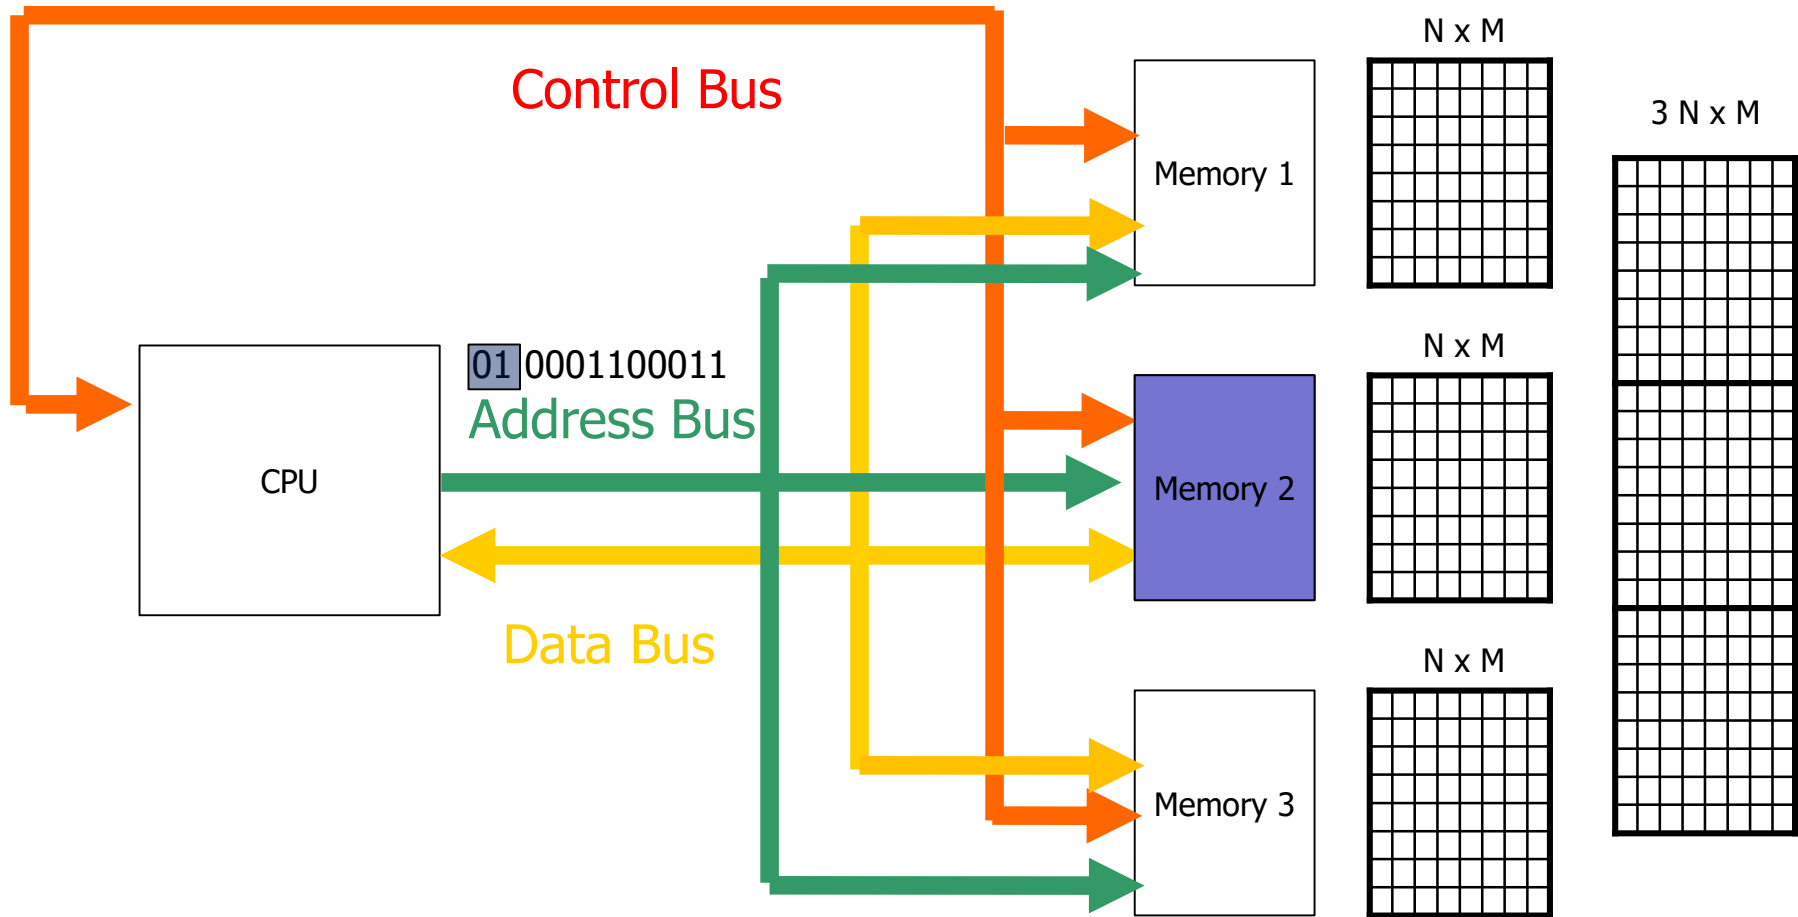 N x M
Control Bus
3 N x M
Memory 1
N x M
01 0001100011
Address Bus
CPU
Memory 2
Data Bus
N x M
Memory 3